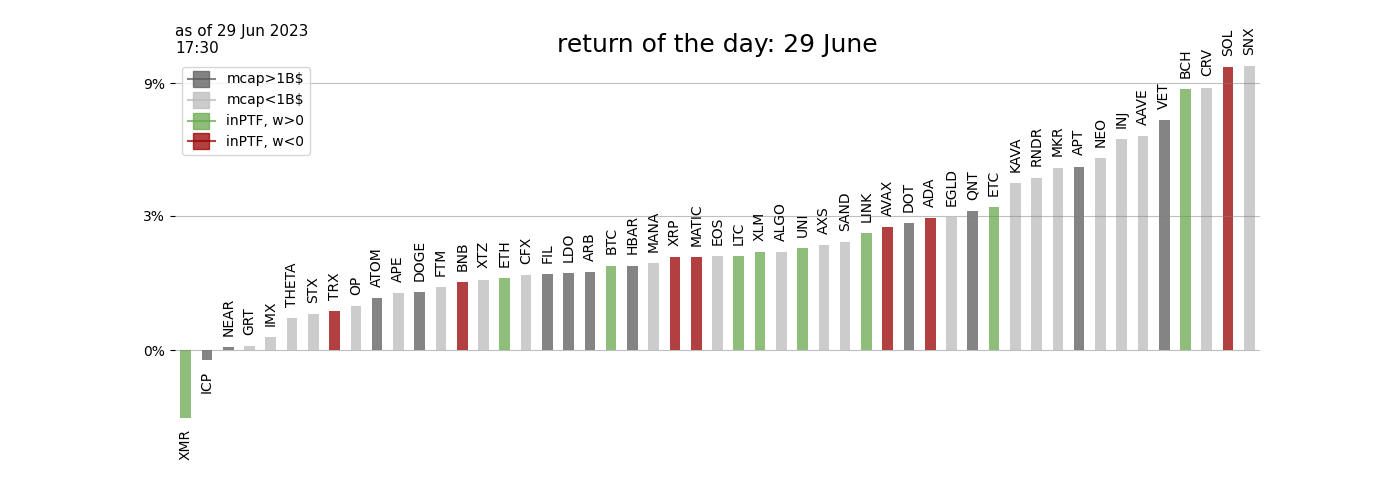 as of 29 Jun 2023
17:30
return of the day: 29 June
mcap>1B$
mcap<1B$
inPTF, w>0
inPTF, w<0
9%
3%
0%
XMR
ICP
NEAR
GRT
IMX
THETA
STX
TRX
OP
ATOM
APE
DOGE
FTM
BNB
XTZ
ETH
CFX
FIL
LDO
ARB
BTC
HBAR
MANA
XRP
MATIC
EOS
LTC
XLM
ALGO
UNI
AXS
SAND
LINK
AVAX
DOT
ADA
EGLD
QNT
ETC
KAVA
RNDR
MKR
APT
NEO
INJ
AAVE
VET
BCH
CRV
SOL
SNX